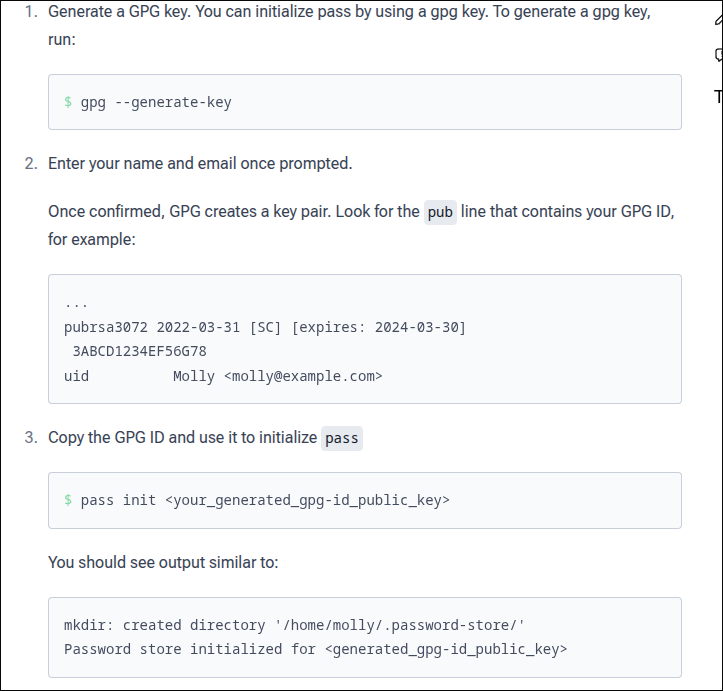 1. Generate a GPG key. You can initialize pass by using a gpg key. To generate a gpg key,
run:
$ gpg --generate-key
2. Enter your name and email once prompted.
Once confirmed, GPG creates a key pair. Look for the pub line that contains your GPG ID,
for example:
...
pubrsa3072 2022-03-31 [SC] [expires: 2024-03-30]
3ABCD1234EF56G78
uid Molly <molly@example.com>
3. Copy the GPG ID and use it to initialize pass
$ pass init <your_generated_gpg-id_public_key>
You should see output similar to:
mkdir: created directory '/home/molly/.password-store/'
Password store initialized for <generated_gpg-id_public_key>